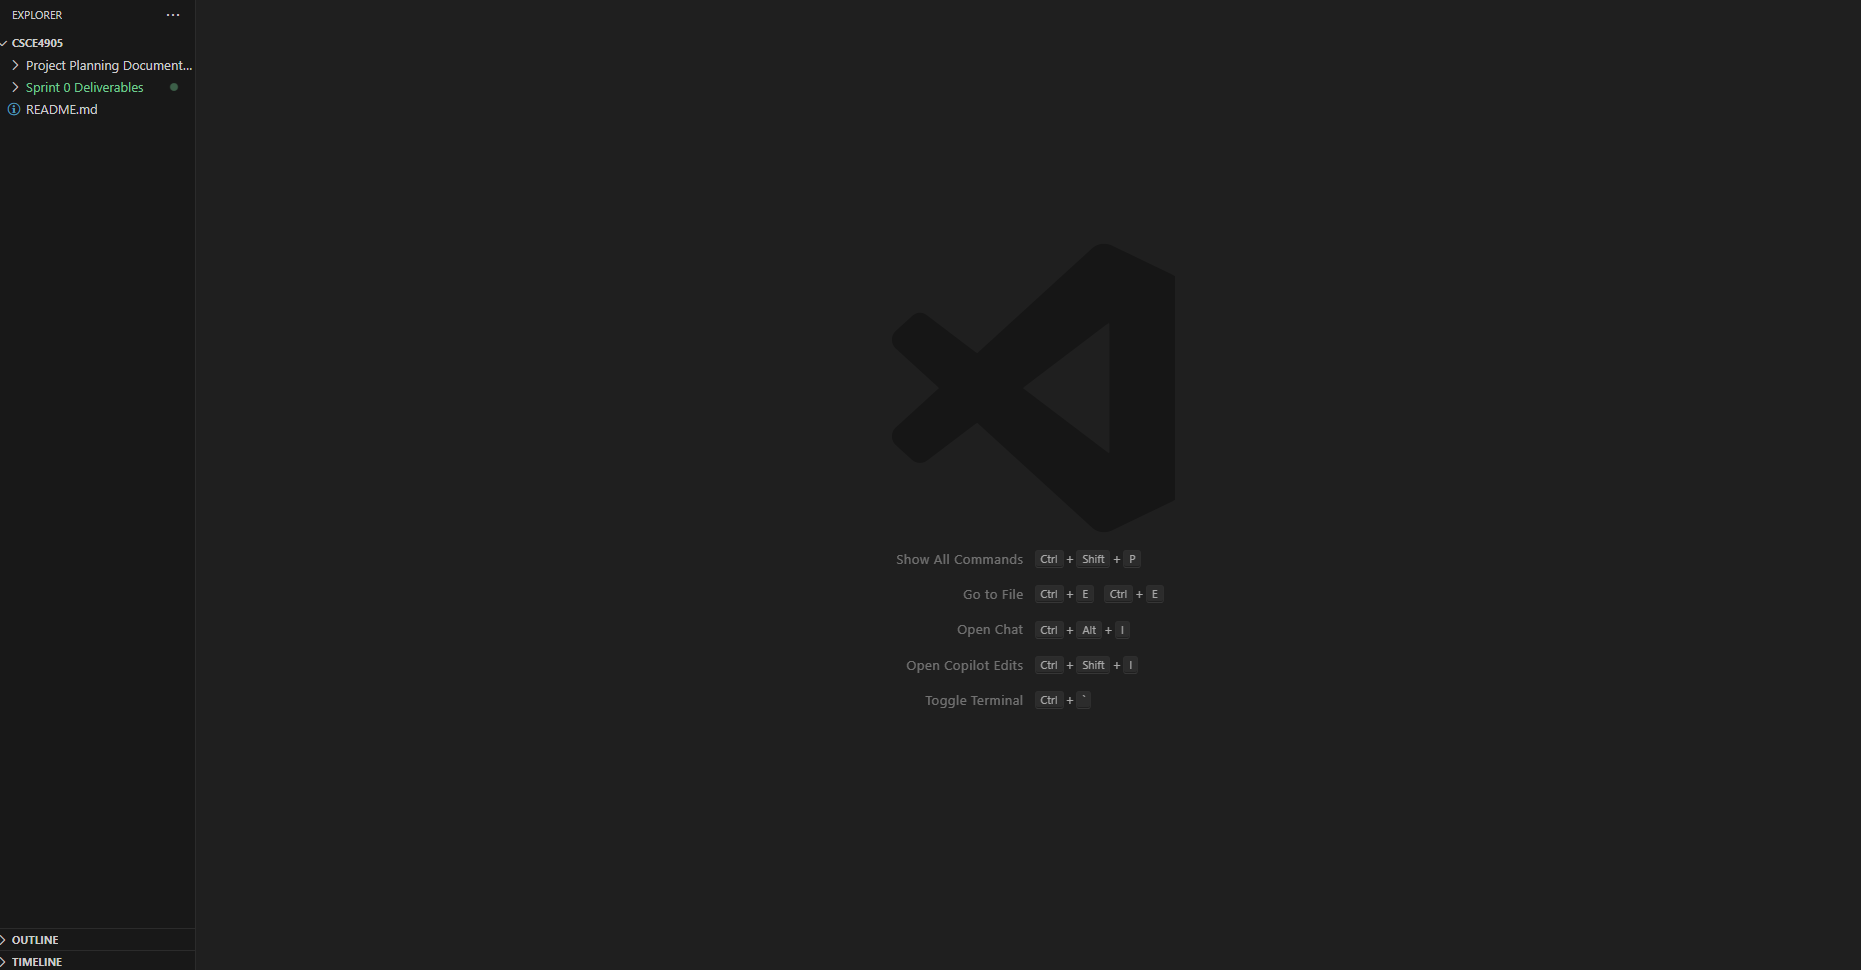 EXPLORER ...
CSCE4905
Project Planning Document...
Sprint 0 Deliverables
README.md
Show All Commands Ctrl + Shift + P
Go to File Ctrl + E Ctrl + E
Open Chat Ctrl + Alt + I
Open Copilot Edits Ctrl + Shift + I
Toggle Terminal Ctrl + `
OUTLINE
TIMELINE